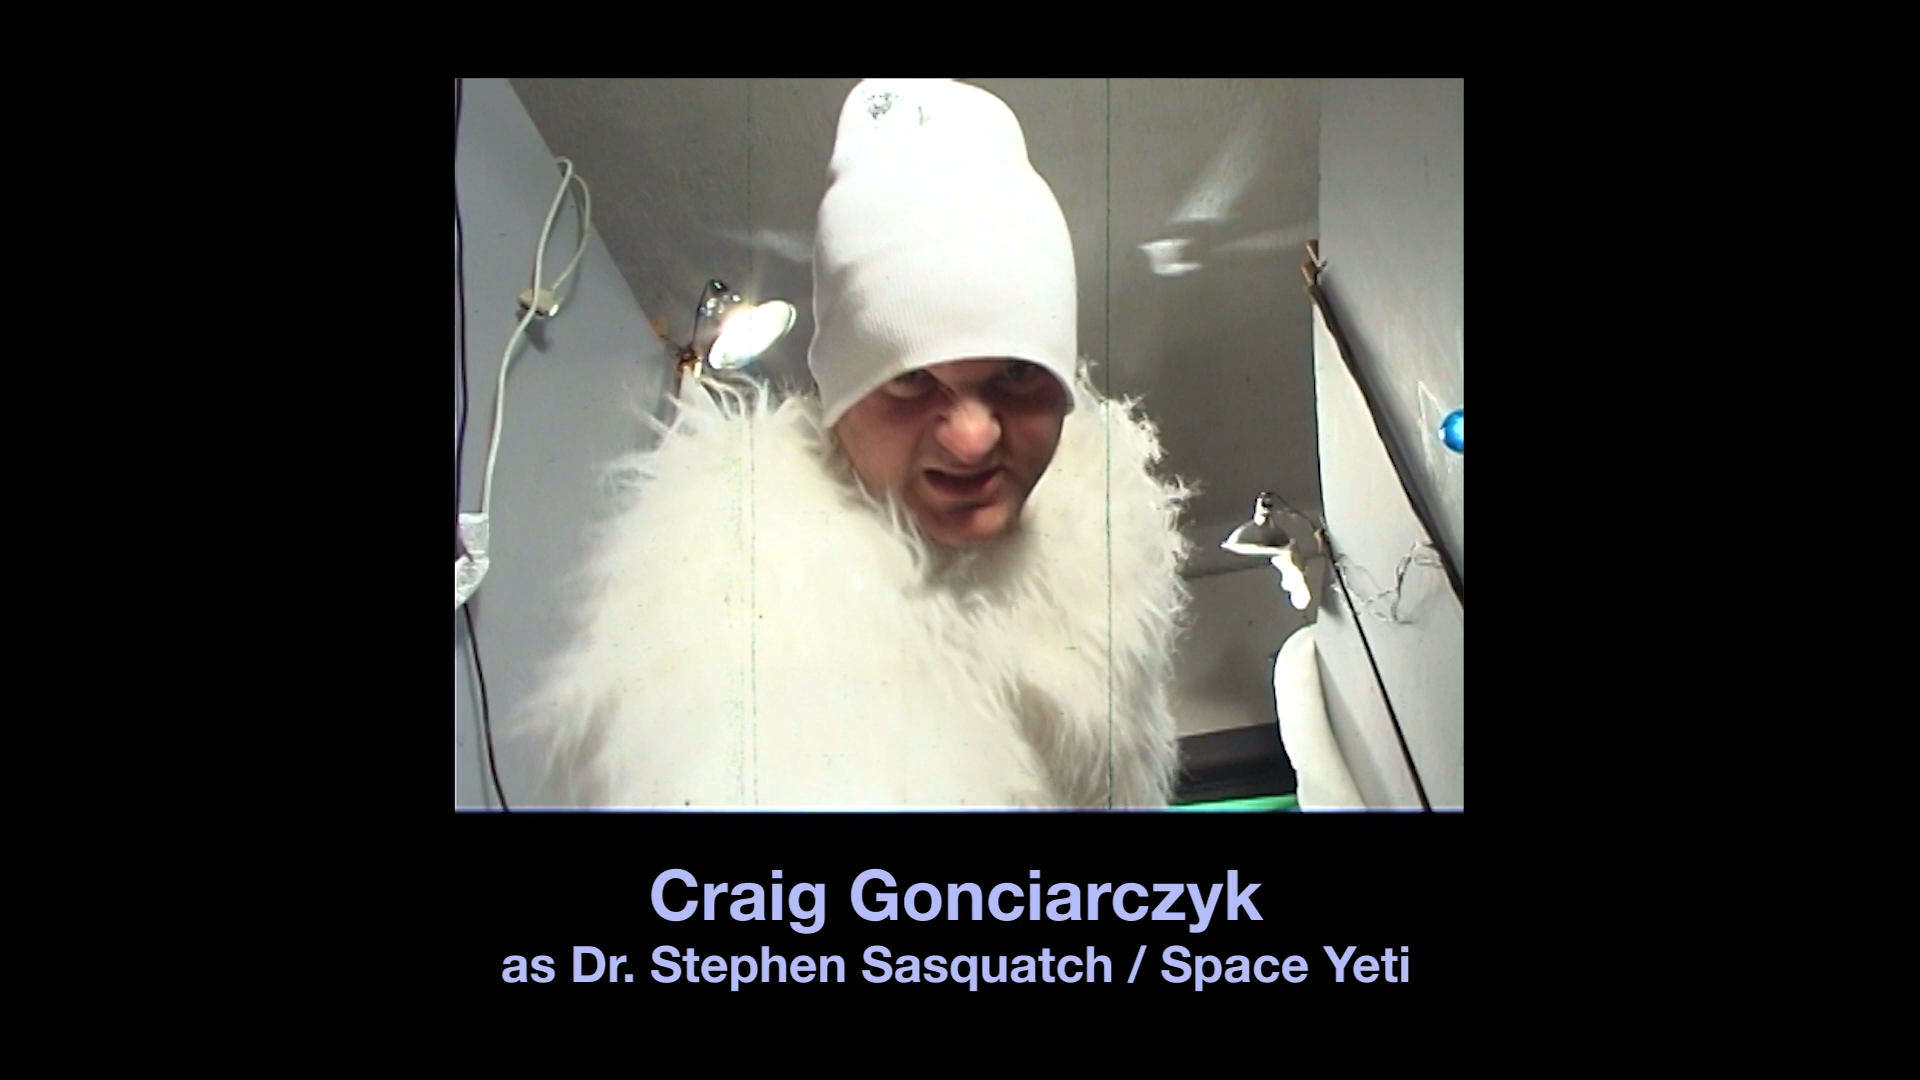 Craig Gonciarczyk
as Dr. Stephen Sasquatch / Space Yeti